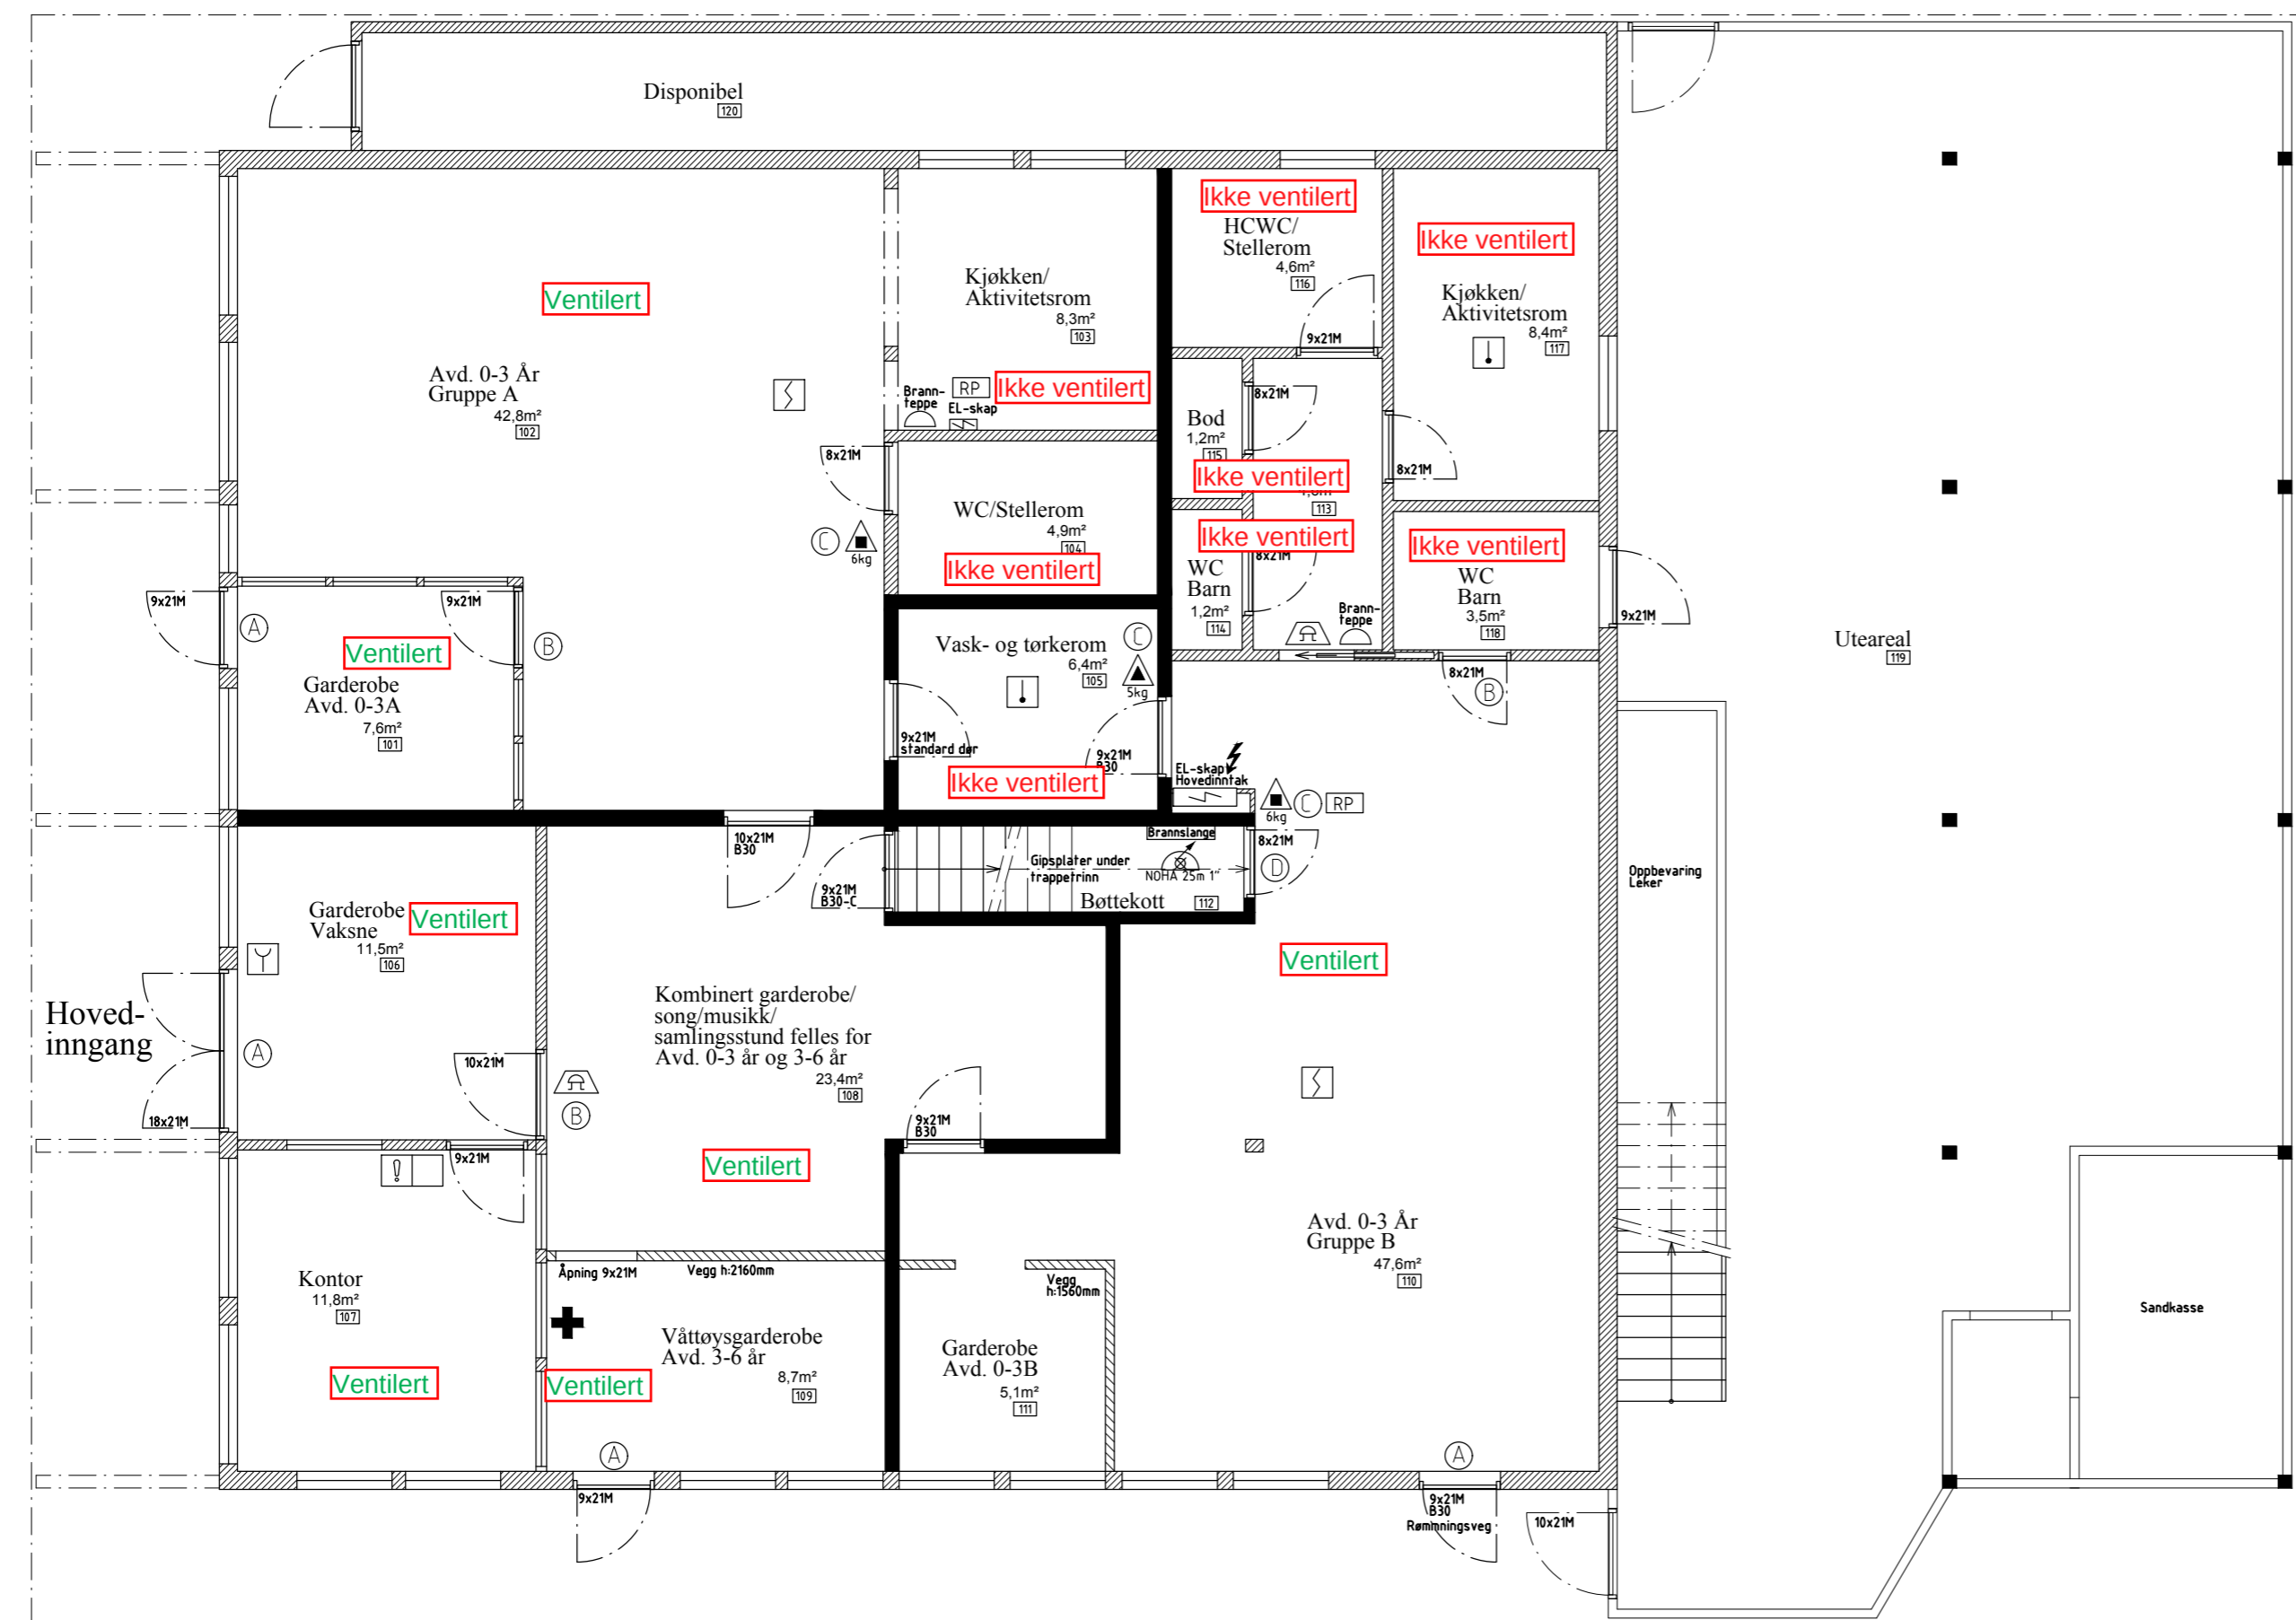 Disponibel
120
Ikke ventilert
HCWC/
Stellerom
4,6m²
116
9x21M
Ikke ventilert
Kjøkken/
Aktivitetsrom
8,4m²
117
Kjøkken/
Aktivitetsrom
8,3m²
103
Ventilert
Avd. 0-3 År
Gruppe A
42,8m²
102
Brann-
teppe
RP
EL-skap
Ikke ventilert
8x21M
Bod
1,2m²
115
8x21M
8x21M
Ikke ventilert
113
WC/Stellerom
4,9m²
104
Ikke ventilert
C
6kg
Ikke ventilert
8x21M
WC
Barn
1,2m²
114
Brann-
teppe
Ikke ventilert
WC
Barn
3,5m²
118
9x21M
8x21M
B
Uteareal
119
9x21M
A
9x21M
B
Ventilert
Garderobe
Avd. 0-3A
7,6m²
101
Vask- og tørkerom
6,4m²
105
C
5kg
9x21M
standard dør
9x21M
B30
Ikke ventilert
EL-skap
Hovedinntak
6kg
C
RP
10x21M
B30
9x21M
B30-C
Gipsplater under
trappetrinn
Brannslange
NOHA 25m 1"
Bøttekott
112
8x21M
D
Oppbevaring
Leker
Garderobe
Vaksne
11,5m²
106
Ventilert
Ventilert
Hoved-
inngang
A
18x21M
10x21M
B
Kombinert garderobe/
song/musikk/
samlingsstund felles for
Avd. 0-3 år og 3-6 år
23,4m²
108
9x21M
B30
Ventilert
9x21M
Kontor
11,8m²
107
Ventilert
Åpning 9x21M
Vegg h:2160mm
Våttøysgarderobe
Avd. 3-6 år
8,7m²
109
Ventilert
Vegg
h:1560mm
Garderobe
Avd. 0-3B
5,1m²
111
Avd. 0-3 År
Gruppe B
47,6m²
110
Sandkasse
A
9x21M
A
9x21M
B30
Rømnningsveg
10x21M